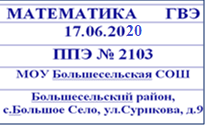 МАТЕМАТИКА ГВЭ
17.06.2020
ППЭ № 2103
МОУ Большесельская СОШ
Большесельский район,
с.Большое Село, ул.Сурикова, д.9